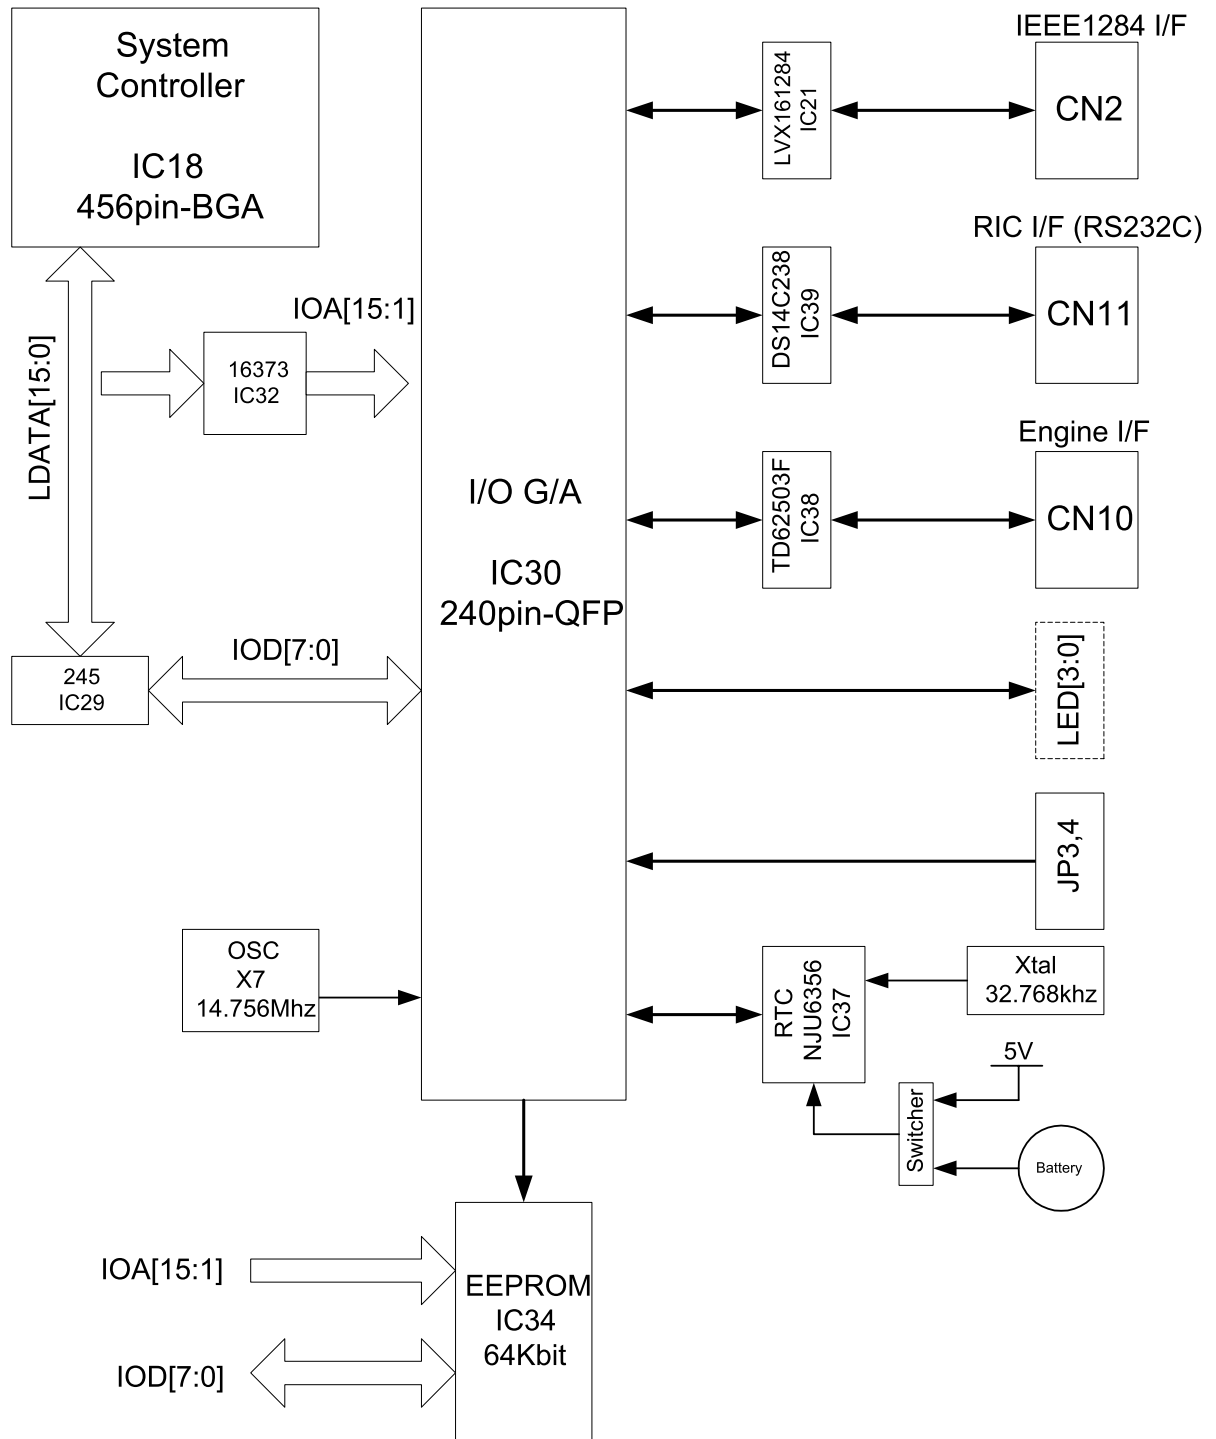 System
Controller
IC18
456pin-BGA
LDATA[15:0]
16373
IC32
IOA[15:1]
245
IC29
IOD[7:0]
OSC
X7
14.756Mhz
I/O G/A
IC30
240pin-QFP
IEEE1284 I/F
LVX161284
IC21
CN2
RIC I/F (RS232C)
DS14C238
IC39
CN11
Engine I/F
TD62503F
IC38
CN10
LED[3:0]
JP3,4
RTC
NJU6356
IC37
Xtal
32.768khz
5V
Switcher
Battery
IOA[15:1]
IOD[7:0]
EEPROM
IC34
64Kbit